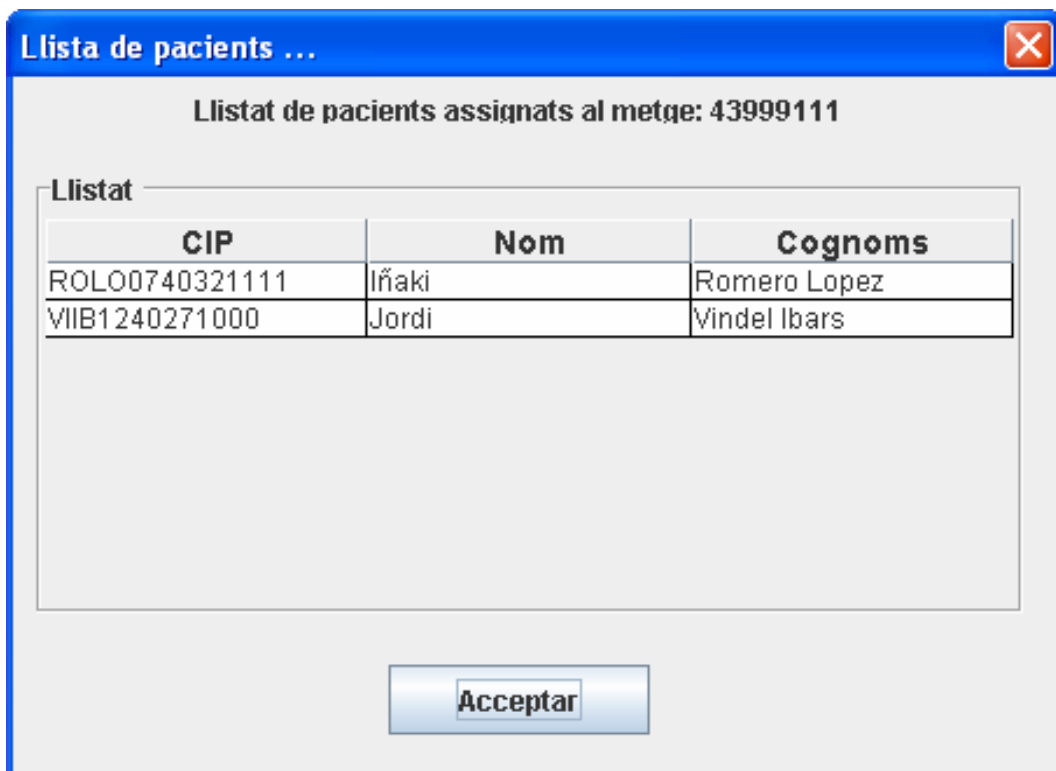 Llista de pacients ...
Llistat de pacients assignats al metge: 43999111
Llistat
CIP Nom Cognoms
ROLO0740321111 Iñaki Romero Lopez
VIIB1240271000 Jordi Vindel Ibars
Acceptar